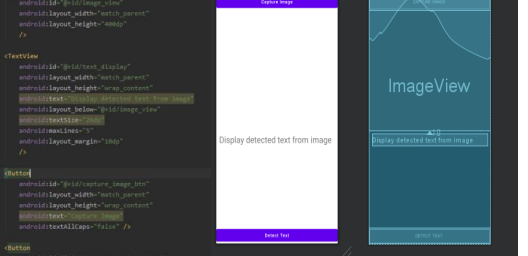 android:id="@+id/image_view"
android:layout_width="match_parent"
android:layout_height="400dp"
/>
<TextView
android:id="@+id/text_display"
android:layout_width="match_parent"
android:layout_height="wrap_content"
android:text="Display detected text from image"
android:layout_below="@+id/image_view"
android:textSize="20dp"
android:maxLines="5"
android:layout_margin="10dp"
/>
<Button
android:id="@+id/capture_image_btn"
android:layout_width="match_parent"
android:layout_height="wrap_content"
android:text="Capture Image"
android:textAllCaps="false" />
<Button
Capture Image
Display detected text from image
Detect Text
ImageView
Display detected text from image
DETECT TEXT